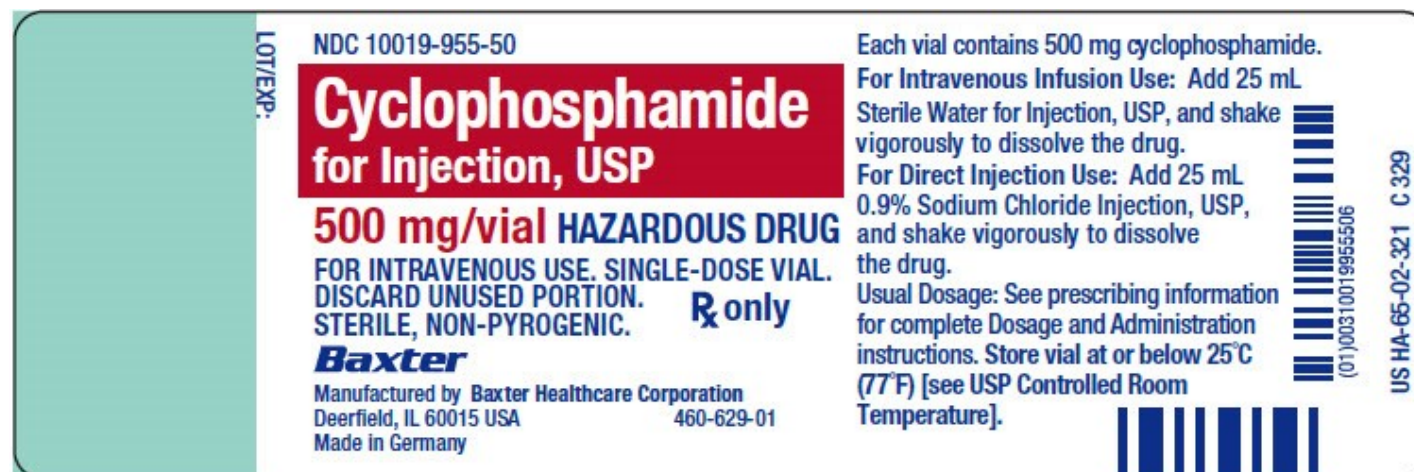 LOT/EXP:
NDC 10019-955-50
Cyclophosphamide
for Injection, USP
500 mg/vial HAZARDOUS DRUG
FOR INTRAVENOUS USE. SINGLE-DOSE VIAL.
DISCARD UNUSED PORTION.
STERILE, NON-PYROGENIC.
℞ only
Baxter
Manufactured by Baxter Healthcare Corporation
Deerfield, IL 60015 USA 460-629-01
Made in Germany
Each vial contains 500 mg cyclophosphamide.
For Intravenous Infusion Use: Add 25 mL
Sterile Water for Injection, USP, and shake
vigorously to dissolve the drug.
For Direct Injection Use: Add 25 mL
0.9% Sodium Chloride Injection, USP,
and shake vigorously to dissolve
the drug.
Usual Dosage: See prescribing information
for complete Dosage and Administration
instructions. Store vial at or below 25°C
(77°F) [see USP Controlled Room
Temperature].
(01)00310019955506
US HA-65-02-321 C 329